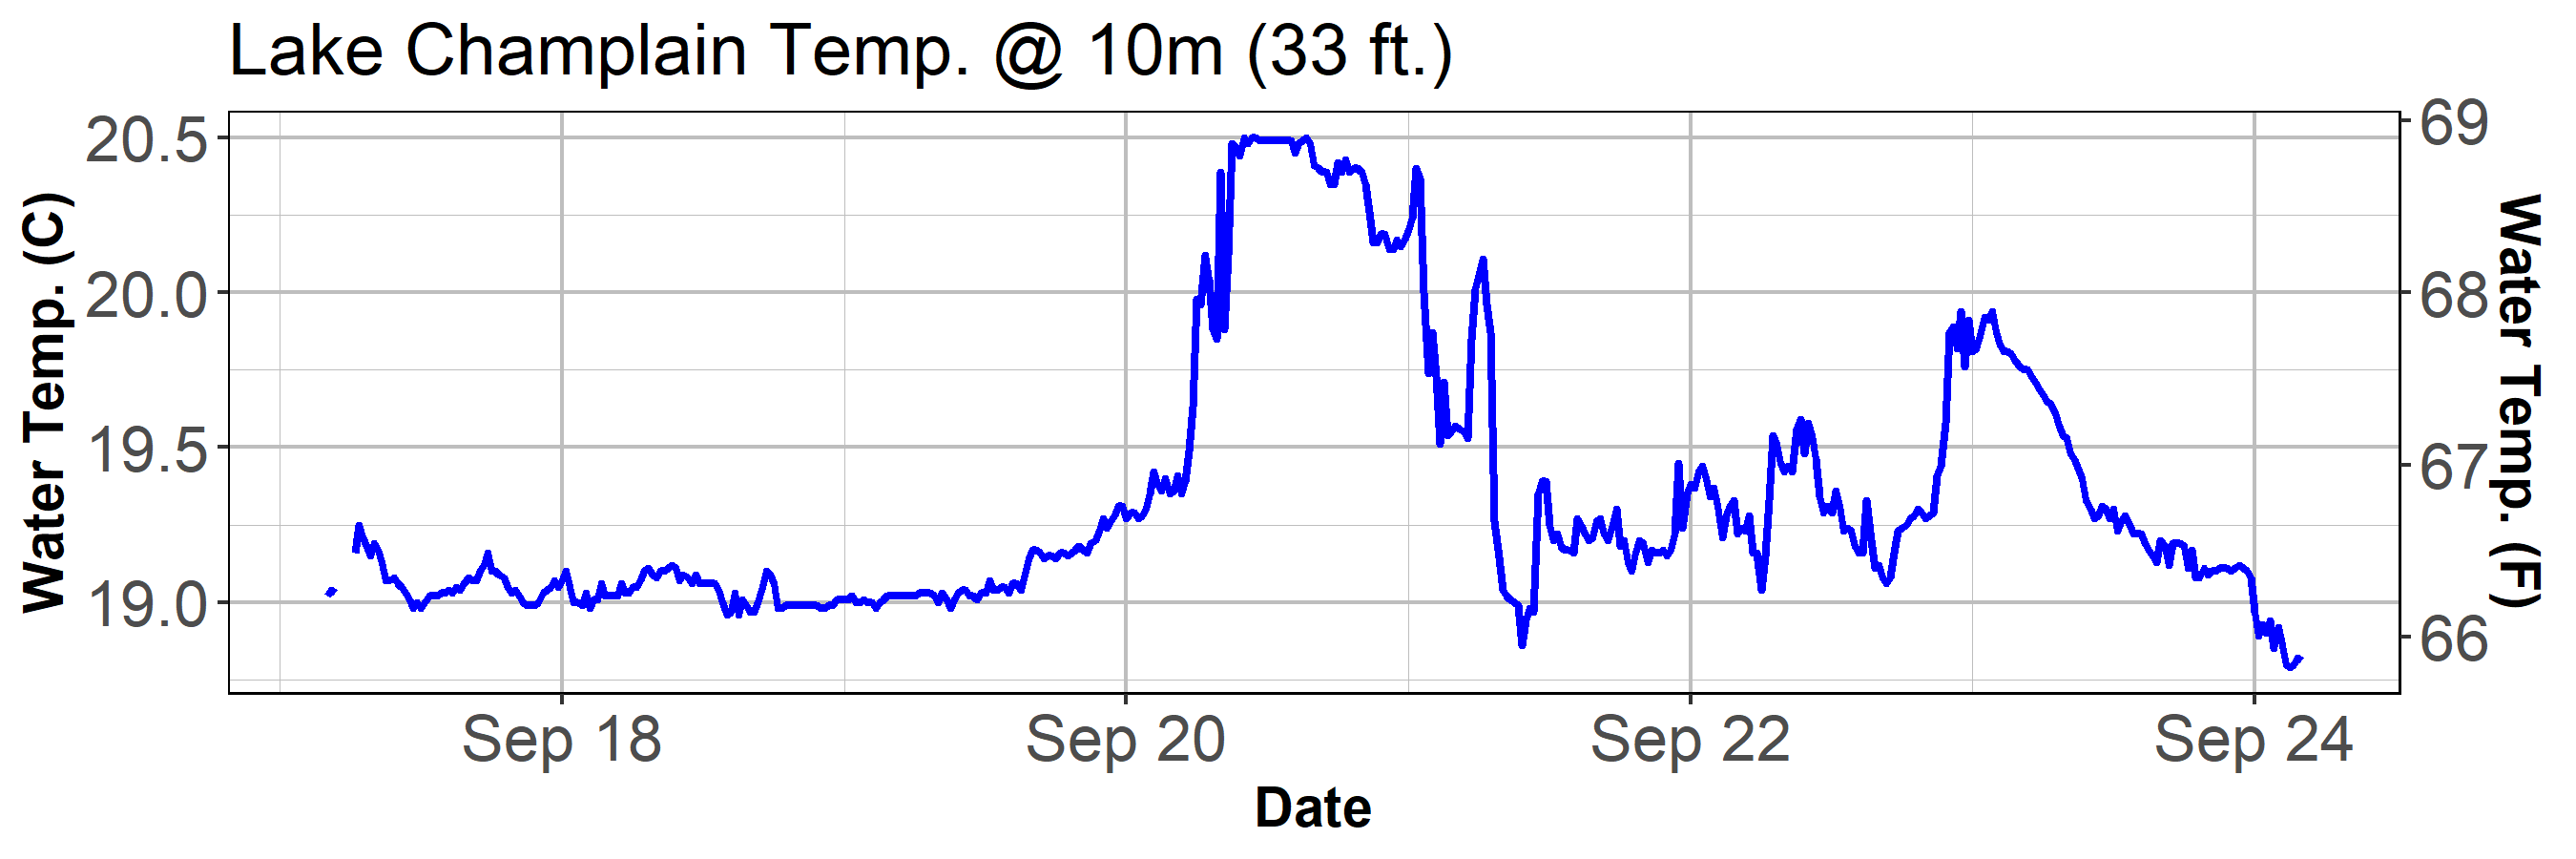 Lake Champlain Temp. @ 10m (33 ft.)
Water Temp. (C)
20.5
20.0
19.5
19.0
69
68
67
66
Water Temp. (F)
Sep 18 Sep 20 Sep 22 Sep 24
Date